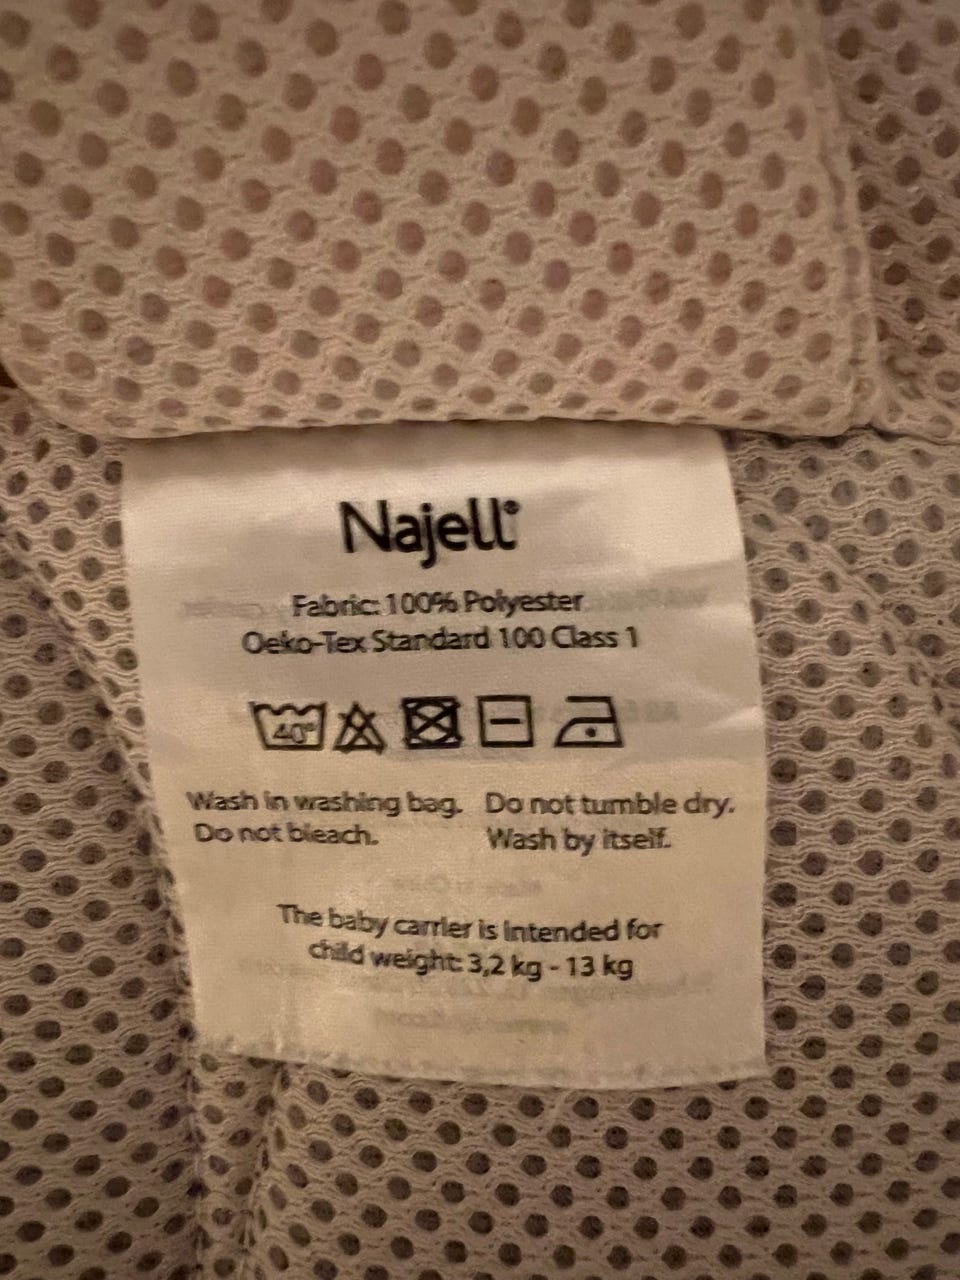 Najell®
Fabric: 100% Polyester
Oeko-Tex Standard 100 Class 1
40°
Wash in washing bag. Do not tumble dry.
Do not bleach. Wash by itself.
The baby carrier is intended for
child weight: 3,2 kg - 13 kg